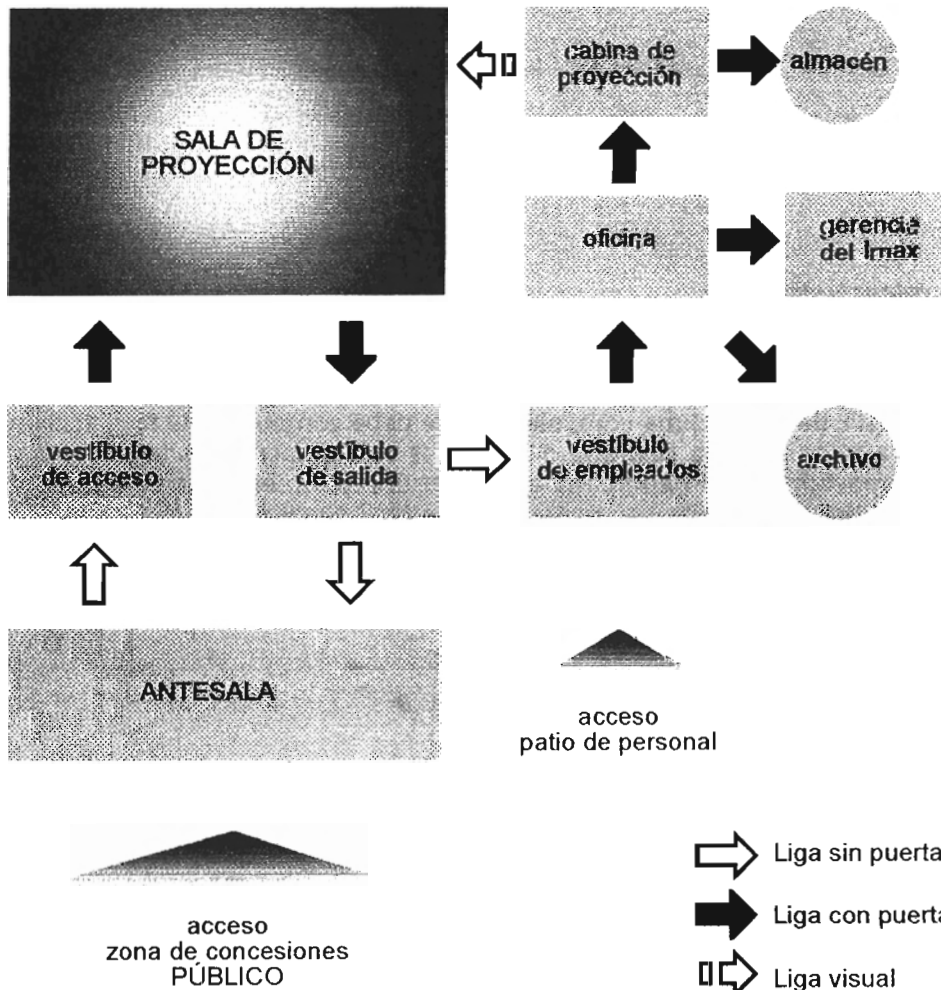 cabina de
proyección
almacén
SALA DE
PROYECCIÓN
oficina
gerencia
del Imax
vestíbulo
de acceso
vestíbulo
de salida
vestíbulo
de empleados
archivo
ANTESALA
acceso
patio de personal
acceso
zona de concesiones
PÚBLICO
Liga sin puerta
Liga con puerta
Liga visual